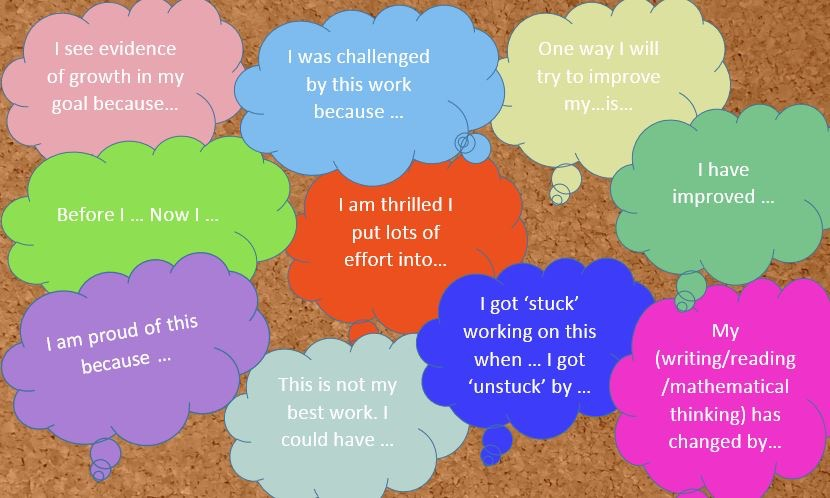 I see evidence
of growth in my
goal because...
I was challenged
by this work
because ...
One way I will
try to improve
my...is...
I have
improved ...
Before I ... Now I ...
I am thrilled I
put lots of
effort into...
I am proud of this
because ...
I got ‘stuck’
working on this
when ... I got
‘unstuck’ by ...
My
(writing/reading
/mathematical
thinking) has
changed by...
This is not my
best work. I
could have ...